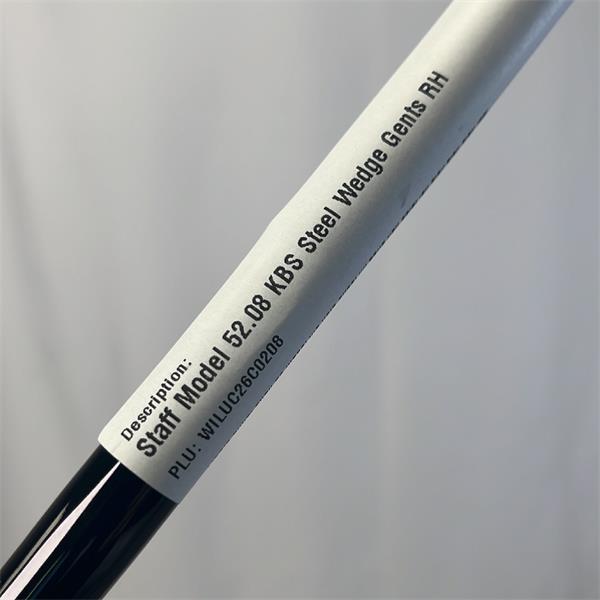 Description:
Staff Model 52.08 KBS Steel Wedge Gents RH
PLU: WILUC26C0208